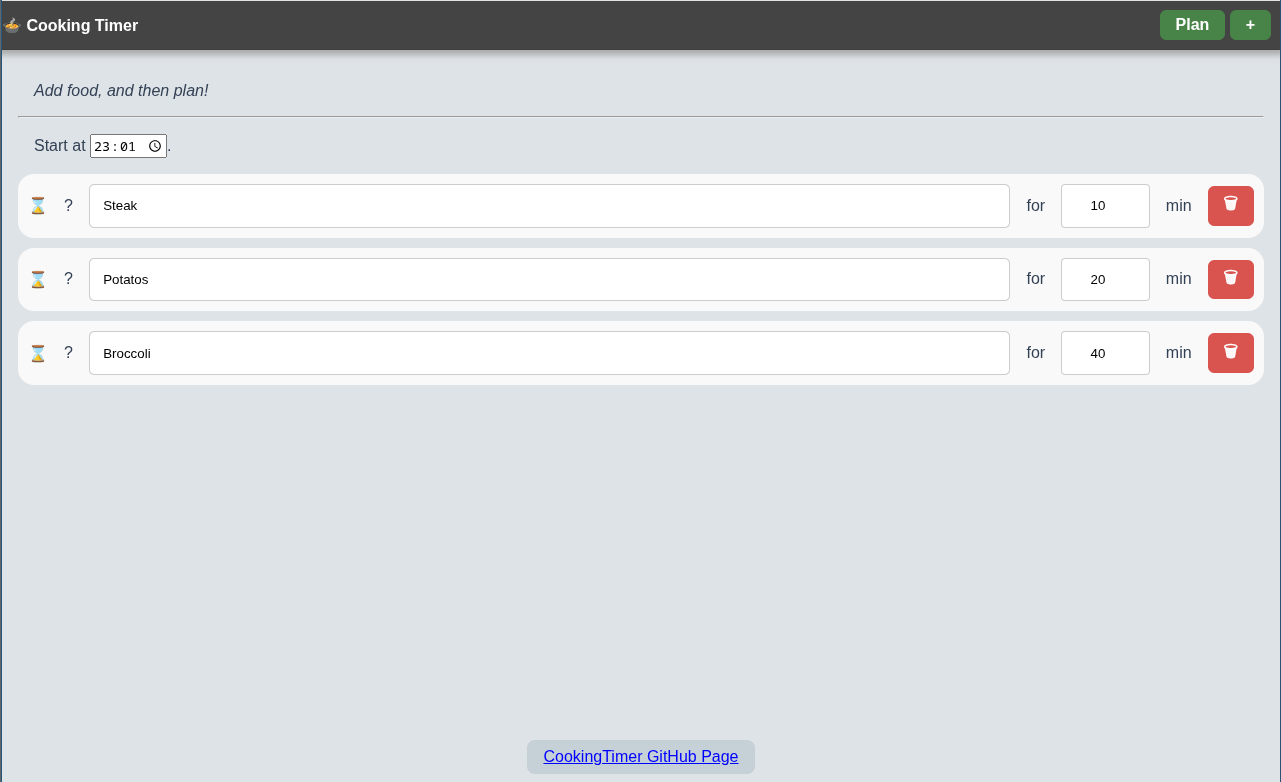 Cooking Timer Plan +
Add food, and then plan!
Start at 23:01 .
? Steak for 10 min
? Potatos for 20 min
? Broccoli for 40 min
CookingTimer GitHub Page